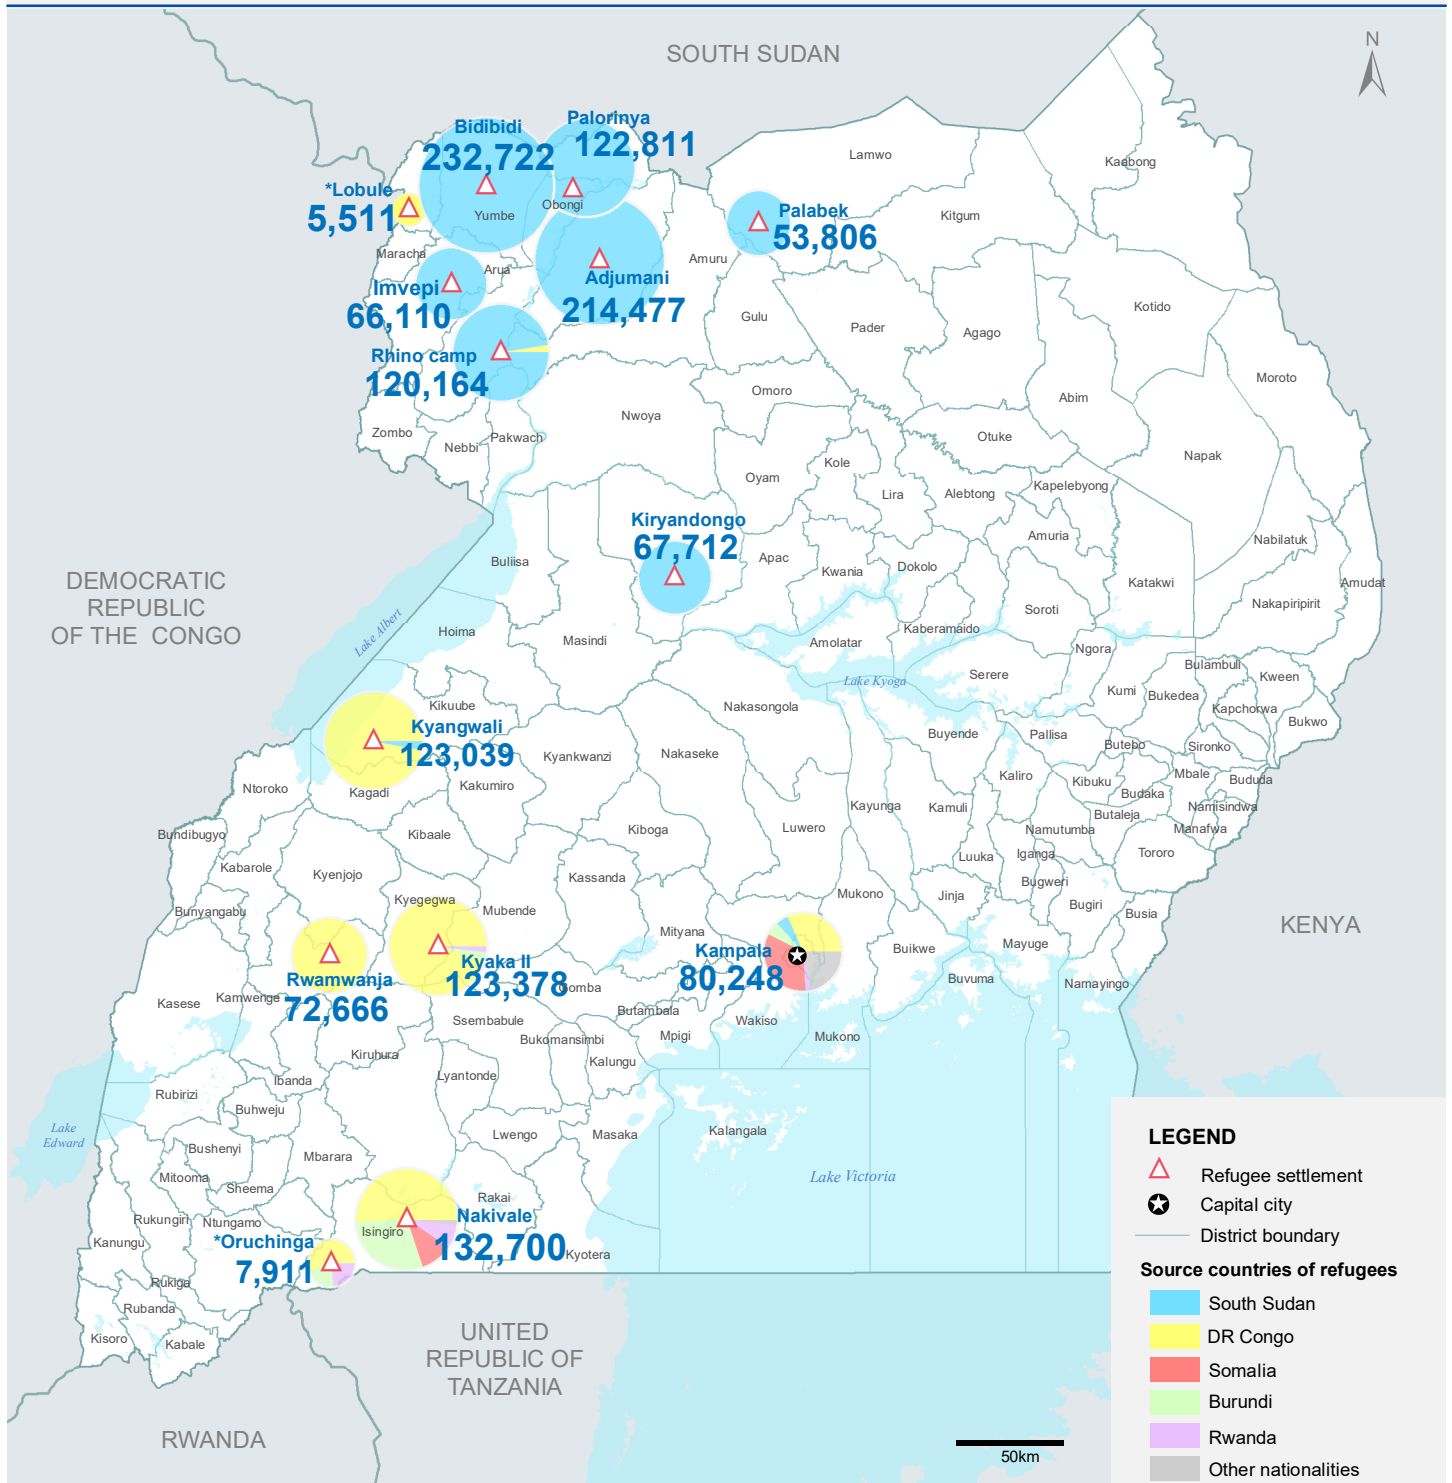 SOUTH SUDAN
N
Bidibidi
232,722
Palorinya
122,811
Lamwo
Kaabong
*Lobule
5,511
Yumbe
Obongi
Palabek
53,806
Kitgum
Maracha
Arua
Amuru
Imvepi
66,110
Adjumani
214,477
Gulu
Pader
Agago
Kotido
Rhino camp
120,164
Omoro
Abim
Moroto
Zombo
Nebbi
Pakwach
Nwoya
Otuke
Napak
Oyam
Kole
Lira
Alebtong
Kapelebyong
Kiryandongo
67,712
Amuria
Nabilatuk
Buliisa
Apac
Kwania
Dokolo
Katakwi
Amudat
Nakapiripirit
DEMOCRATIC
REPUBLIC
OF THE CONGO
Lake Albert
Hoima
Masindi
Amolatar
Kaberamaido
Soroti
Ngora
Lake Kyoga
Serere
Bulambuli
Kween
Kumi
Bukedea
Kapchorwa
Bukwo
Kikuube
Nakasongola
Kyangwali
123,039
Kyankwanzi
Nakaseke
Buyende
Pallisa
Butebo
Sironko
Ntoroko
Kagadi
Kakumiro
Kaliro
Kibuku
Mbale
Bududa
Budaka
Bundibugyo
Kibaale
Kiboga
Luwero
Kayunga
Kamuli
Namutumba
Butaleja
Namisindwa
Manafwa
Kabarole
Kyenjojo
Kassanda
Luuka
Iganga
Tororo
Bugweri
Bunyangabu
Kyegegwa
Mubende
Mukono
Jinja
Bugiri
Busia
KENYA
Mityana
Kampala
80,248
Buikwe
Mayuge
Rwamwanja
72,666
Kyaka II
123,378
Gomba
Buvuma
Namayingo
Kasese
Kamwenge
Ssembabule
Butambala
Wakiso
Bukomansimbi
Mpigi
Mukono
Kiruhura
Kalungu
Lyantonde
Ibanda
Rubirizi
Buhweju
Lake
Edward
Bushenyi
Lwengo
Masaka
Kalangala
Mitooma
Mbarara
Sheema
Lake Victoria
Rakai
Rukungiri
Ntungamo
Nakivale
132,700
Isingiro
Kanungu
*Oruchinga
7,911
Kyotera
Rukiga
Rubanda
Kisoro
Kabale
UNITED
REPUBLIC OF
TANZANIA
RWANDA
50km
LEGEND
Refugee settlement
Capital city
District boundary
Source countries of refugees
South Sudan
DR Congo
Somalia
Burundi
Rwanda
Other nationalities